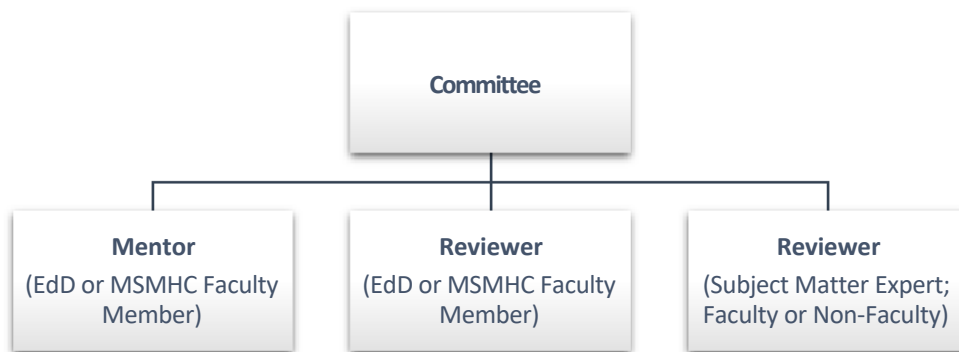 Committee
Mentor
(EdD or MSMHC Faculty
Member)
Reviewer
(EdD or MSMHC Faculty
Member)
Reviewer
(Subject Matter Expert;
Faculty or Non-Faculty)